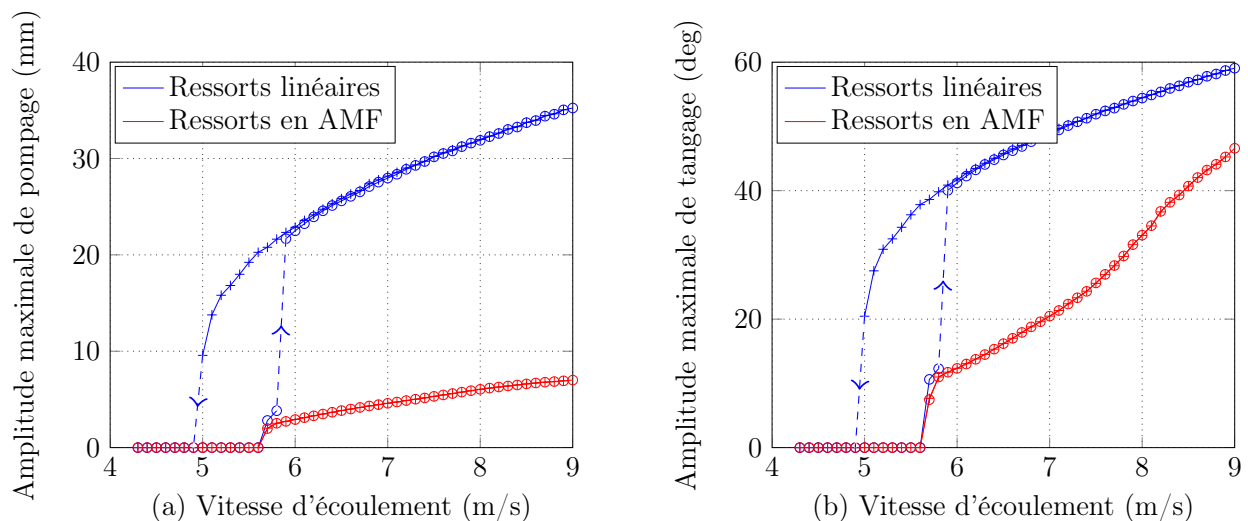 Amplitude maximale de pompage (mm)
40
30
20
10
0
Ressorts linéaires
Ressorts en AMF
4 5 6 7 8 9
(a) Vitesse d'écoulement (m/s)
Amplitude maximale de tangage (deg)
60
40
20
0
Ressorts linéaires
Ressorts en AMF
4 5 6 7 8 9
(b) Vitesse d'écoulement (m/s)